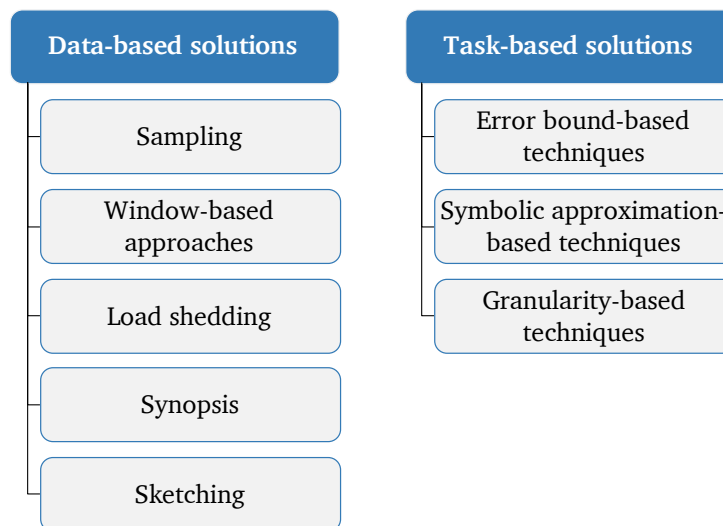 Data-based solutions
Sampling
Window-based
approaches
Load shedding
Synopsis
Sketching
Task-based solutions
Error bound-based
techniques
Symbolic approximation-
based techniques
Granularity-based
techniques